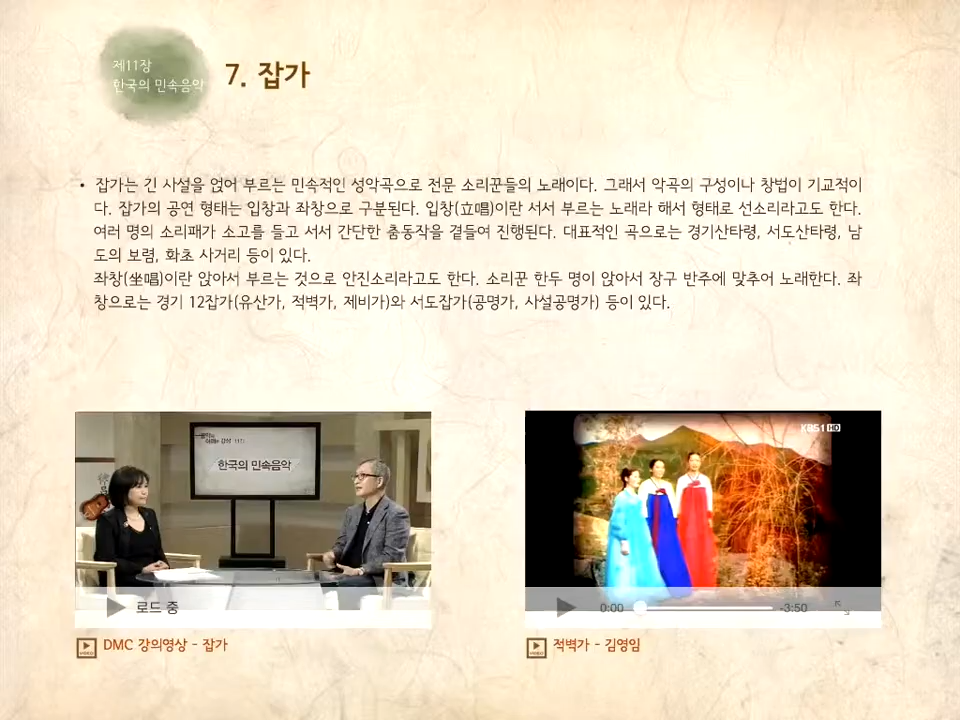 제11장
한국의 민속음악
7. 잡가
• 잡가는 긴 사설을 얹어 부르는 민속적인 성악곡으로 전문 소리꾼들의 노래이다. 그래서 악곡의 구성이나 창법이 기교적이
다. 잡가의 공연 형태는 입창과 좌창으로 구분된다. 입창(立唱)이란 서서 부르는 노래라 해서 형태로 선소리라고도 한다.
여러 명의 소리패가 소고를 들고 서서 간단한 춤동작을 곁들여 진행된다. 대표적인 곡으로는 경기산타령, 서도산타령, 남
도의 보렴, 화초 사거리 등이 있다.
좌창(坐唱)이란 앉아서 부르는 것으로 안진소리라고도 한다. 소리꾼 한두 명이 앉아서 장구 반주에 맞추어 노래한다. 좌
창으로는 경기 12잡가(유산가, 적벽가, 제비가)와 서도잡가(공명가, 사설공명가) 등이 있다.
한국의 민속음악
로드 중
KBS1 HD
0:00
-3:50
DMC 강의영상 - 잡가
적벽가 - 김영임